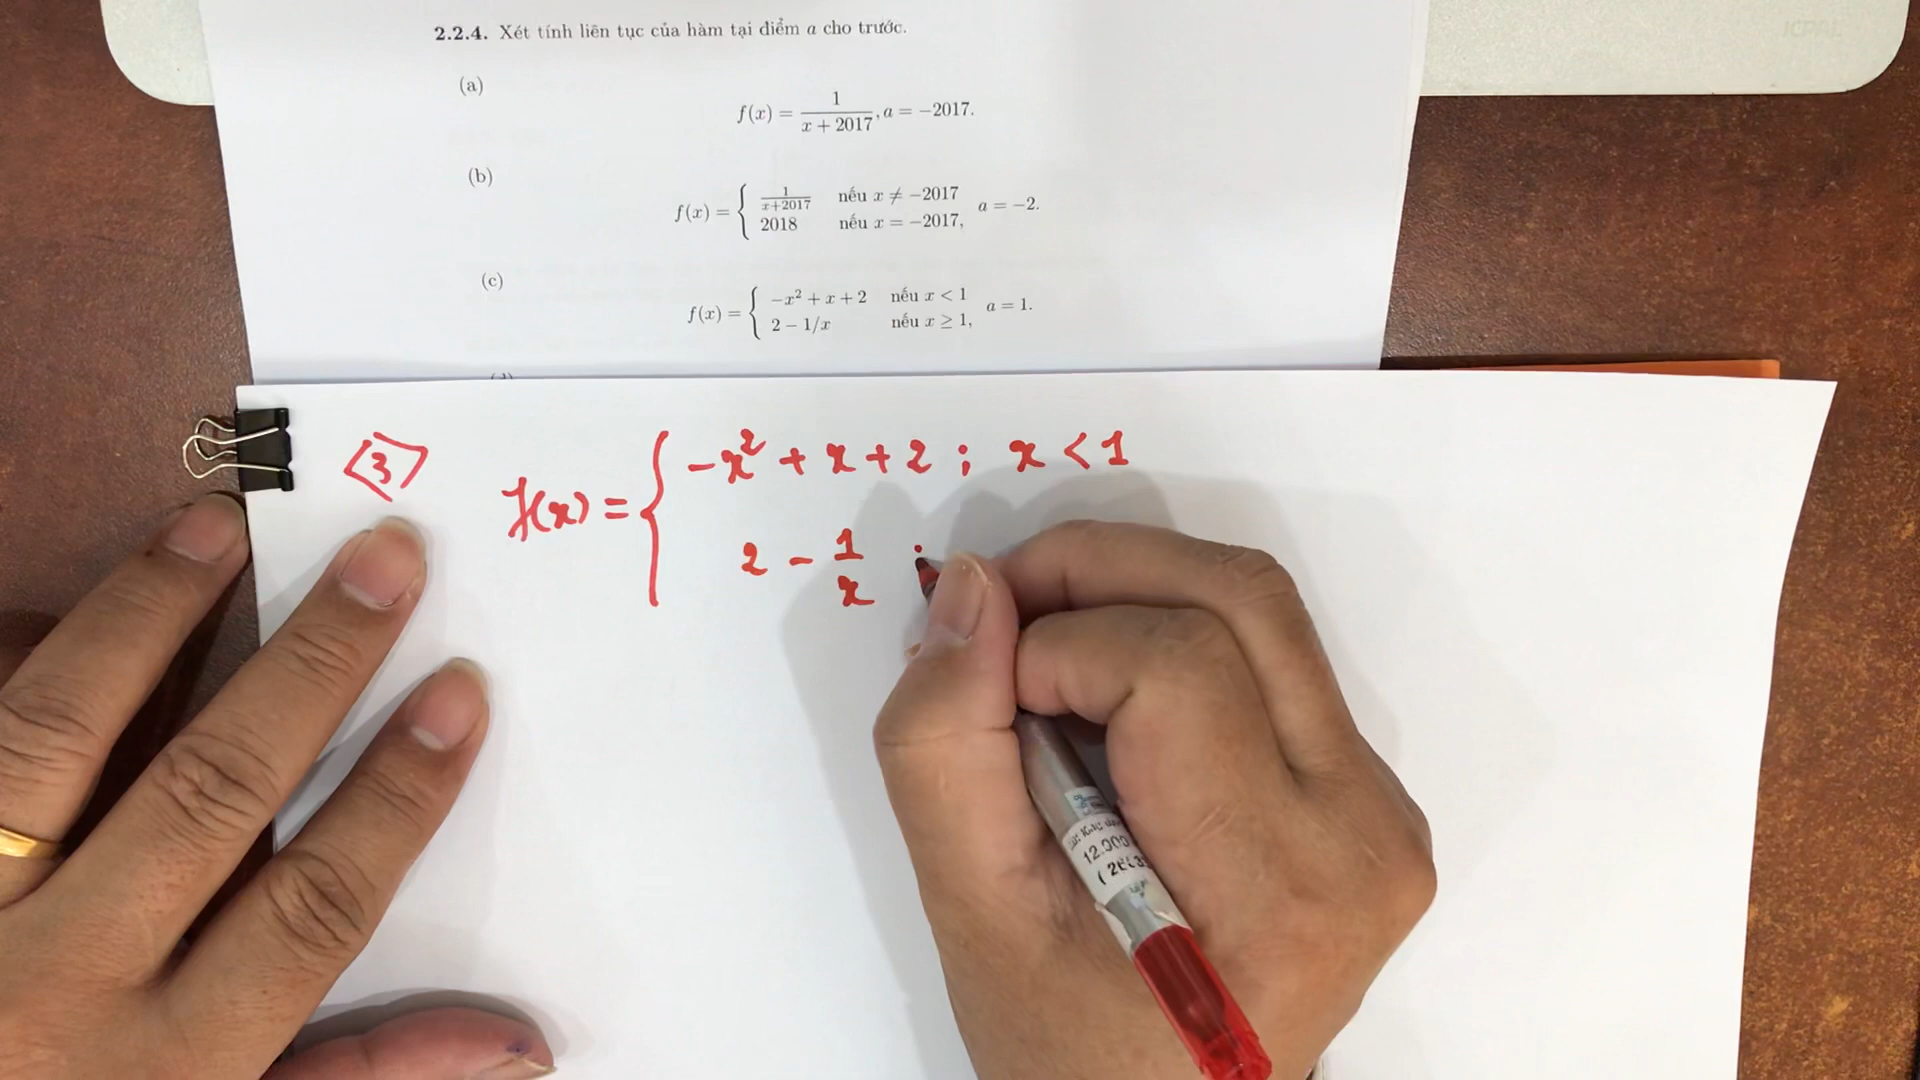 2.2.4. Xét tính liên tục của hàm tại điểm a cho trước.
(a)
f(x) = 1/(x + 2017), a = −2017.
(b)
f(x) = { 1/(x+2017) nếu x ≠ −2017
2018 nếu x = −2017, a = −2.
(c)
f(x) = { −x² + x + 2 nếu x < 1
2 − 1/x nếu x ≥ 1, a = 1.
<3>
f(x) = { −x² + x + 2 ; x < 1
2 − 1/x
12.000